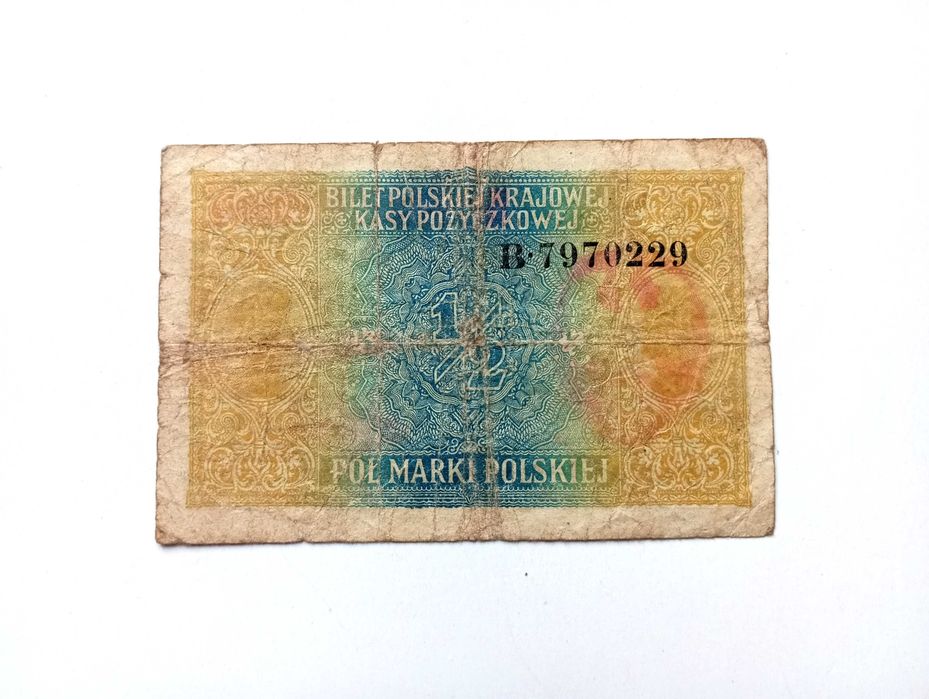 BILET POLSKIEJ KRAJOWEJ
KASY POŻYCZKOWEJ
B·7970229
1/2
PÓŁ MARKI POLSKIEJ